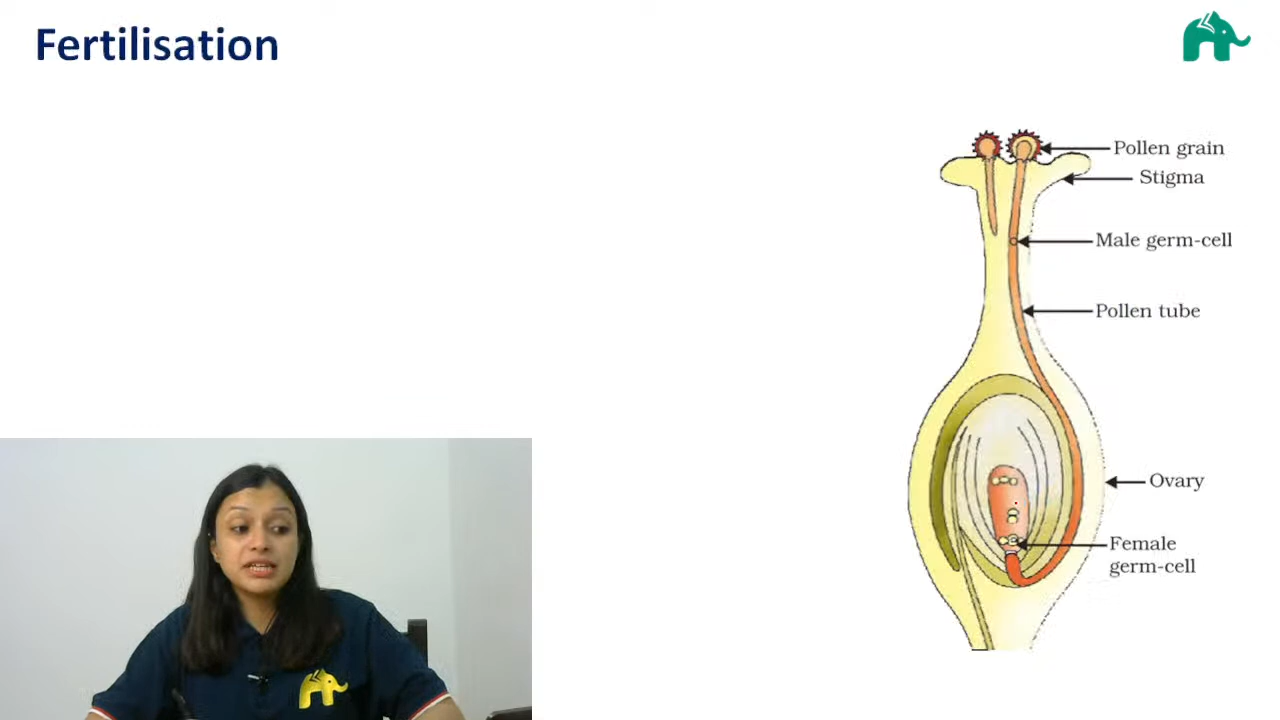 Fertilisation
Pollen grain
Stigma
Male germ-cell
Pollen tube
Ovary
Female
germ-cell